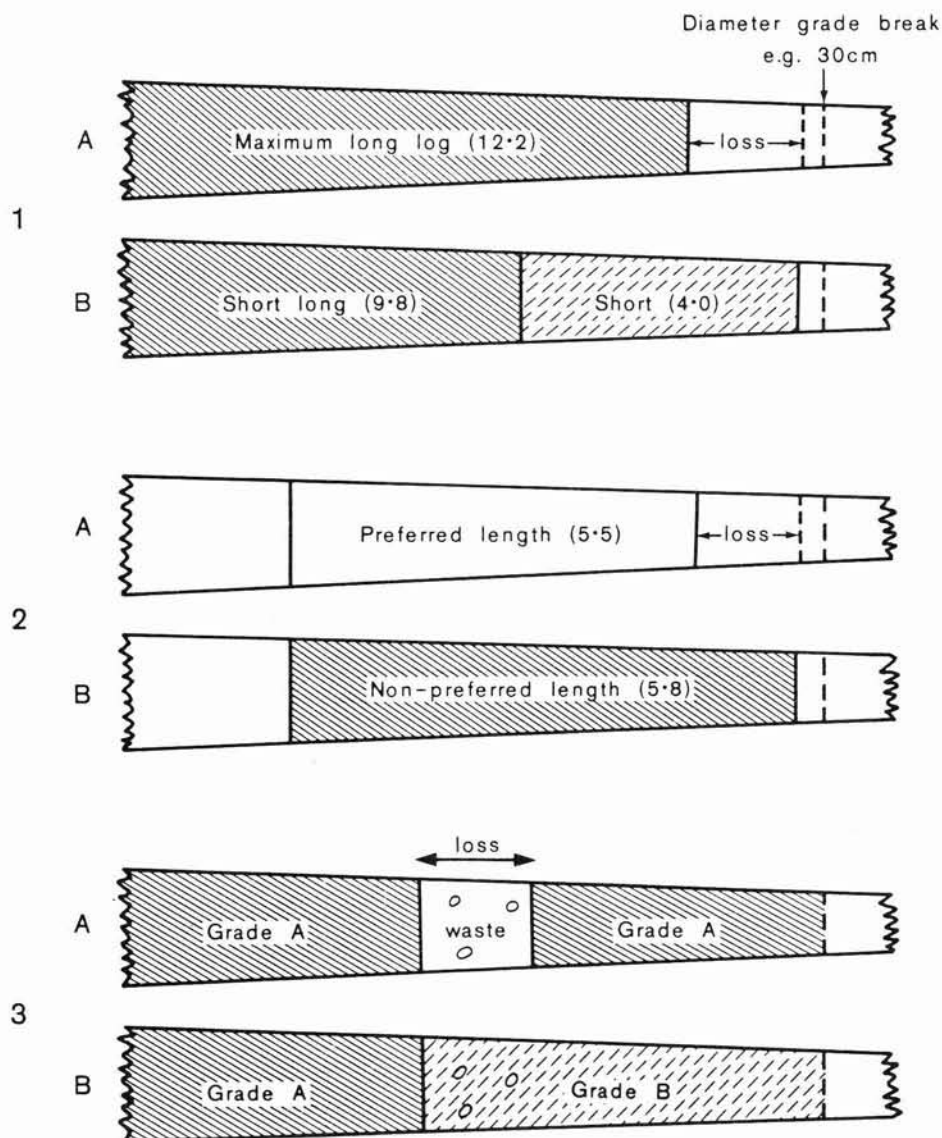 Diameter grade break
e.g. 30cm
1
A
Maximum long log (12·2)
loss
B
Short long (9·8)
Short (4·0)
2
A
Preferred length (5·5)
loss
B
Non-preferred length (5·8)
3
loss
A
Grade A
waste
Grade A
B
Grade A
Grade B